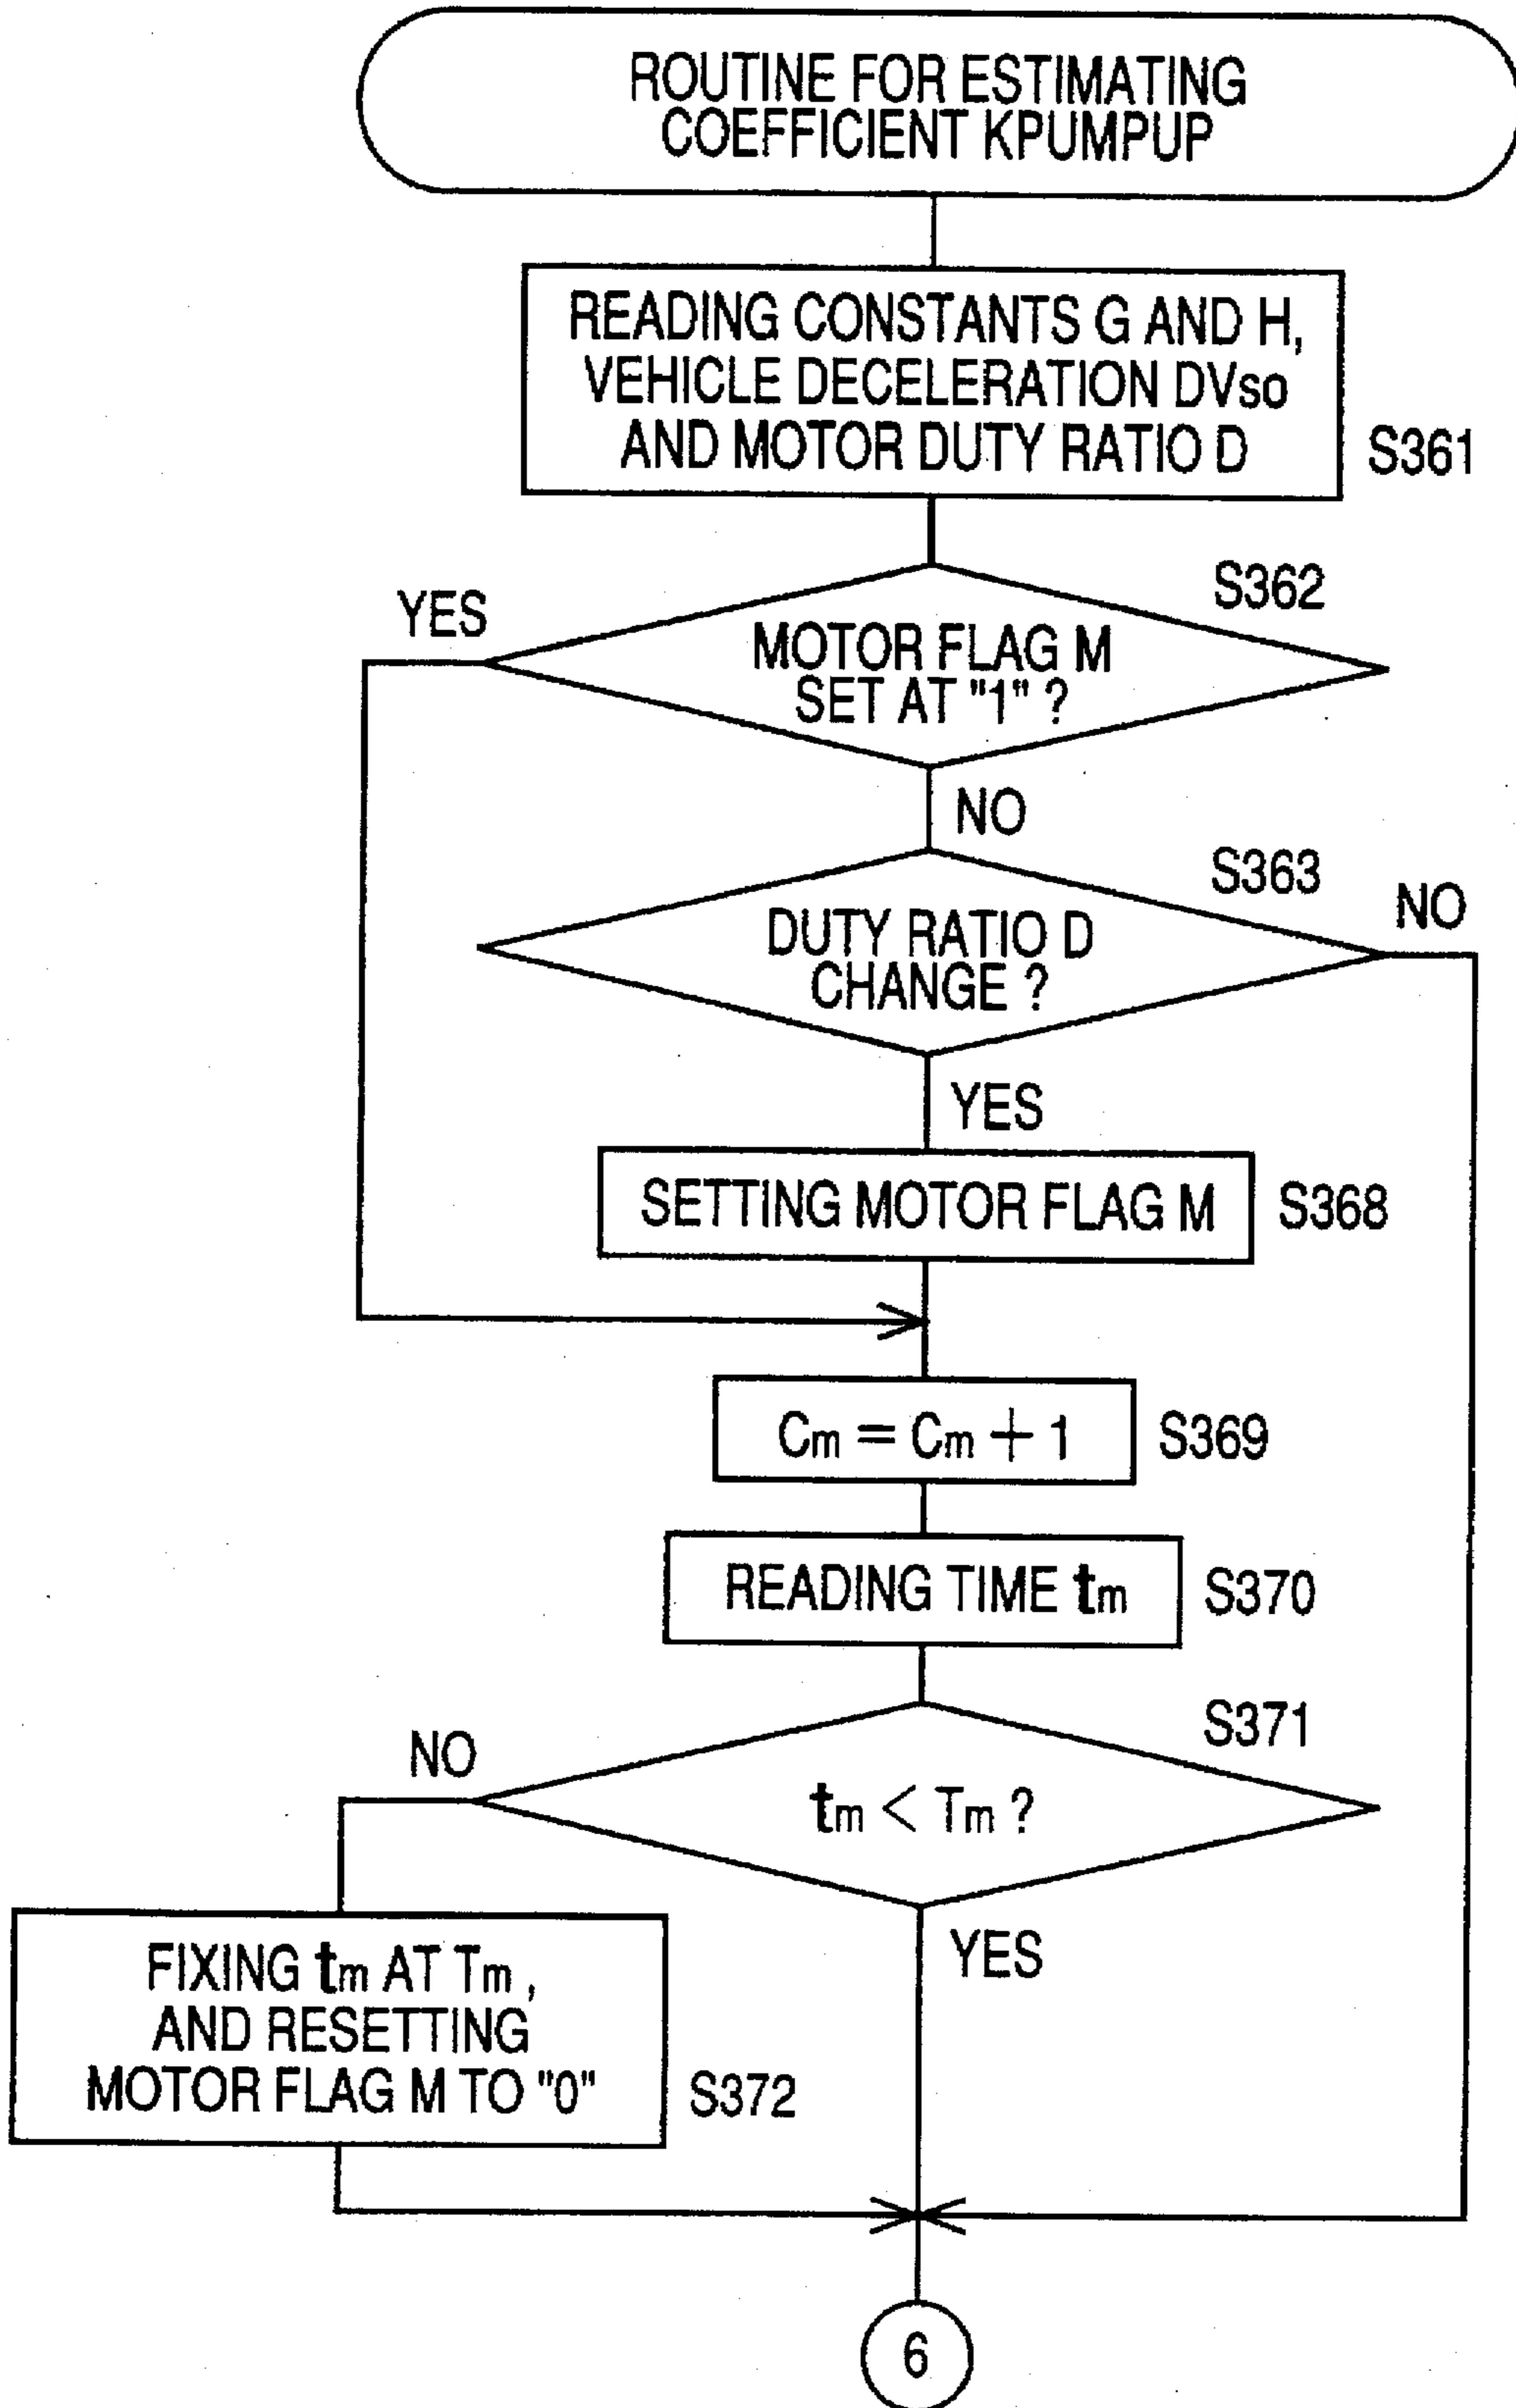 ROUTINE FOR ESTIMATING
COEFFICIENT KPUMPUP
READING CONSTANTS G AND H,
VEHICLE DECELERATION DVso
AND MOTOR DUTY RATIO D
S361
S362
YES
MOTOR FLAG M
SET AT "1" ?
NO
S363
NO
DUTY RATIO D
CHANGE ?
YES
SETTING MOTOR FLAG M
S368
Cm = Cm + 1
S369
READING TIME tm
S370
S371
NO
tm < Tm ?
YES
FIXING tm AT Tm ,
AND RESETTING
MOTOR FLAG M TO "0"
S372
6